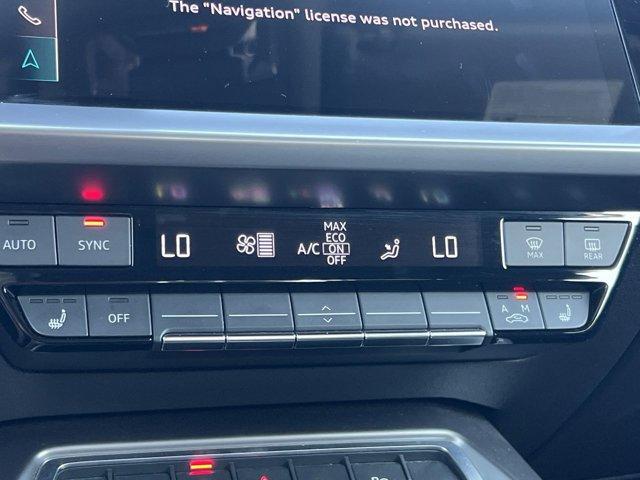 The "Navigation" license was not purchased.
AUTO
SYNC
LO
A/C
MAX
ECO
ON
OFF
LO
MAX
REAR
OFF
A M